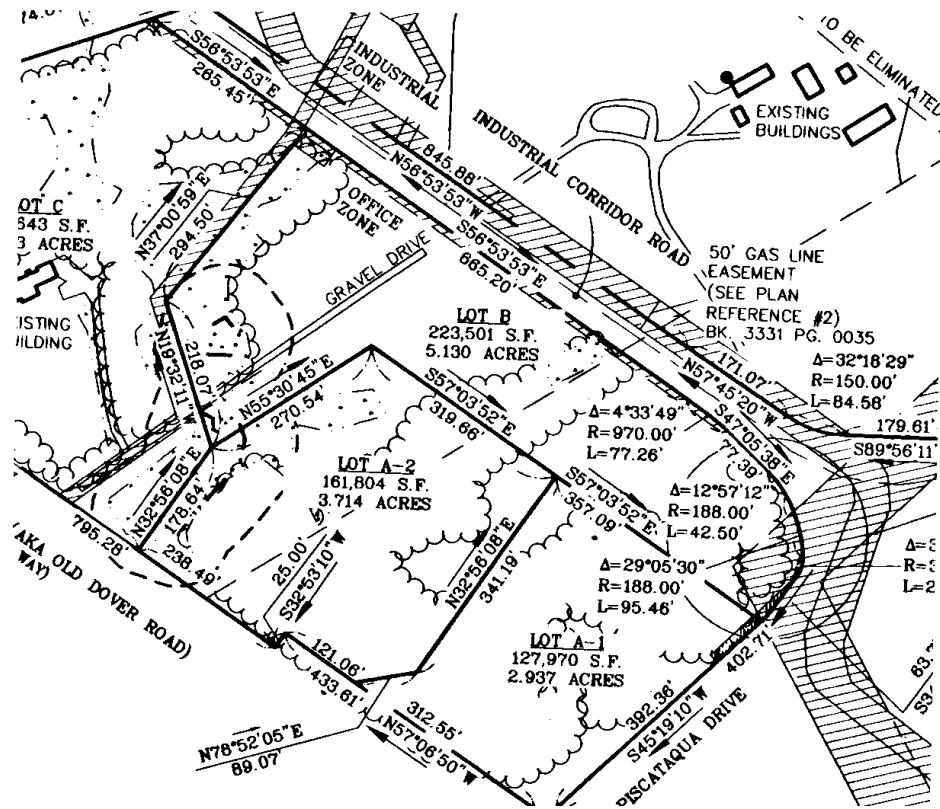 TO BE ELIMINATED
S56°53'53"E
265.45'
INDUSTRIAL
ZONE
INDUSTRIAL CORRIDOR ROAD
EXISTING
BUILDINGS
845.88'
N56°53'53"W
S56°53'53"E
665.20'
OFFICE
ZONE
GRAVEL DRIVE
LOT C
643 S.F.
3 ACRES
N37°00'59"E
294.50'
N19°32'11"W
218.07'
50' GAS LINE
EASEMENT
(SEE PLAN
REFERENCE #2)
BK. 3331 PG. 0035
LOT B
223,501 S.F.
5.130 ACRES
171.07'
N57°45'20"W
Δ=32°18'29"
R=150.00'
L=84.58'
179.61'
S89°56'11"
N55°30'45"E
270.54'
S57°03'52"E
319.66'
Δ=4°33'49"
R=970.00'
L=77.26'
S47°05'38"E
77.39'
LOT A-2
161,804 S.F.
3.714 ACRES
N32°56'08"E
178.64'
S57°03'52"E
357.09'
Δ=12°57'12"
R=188.00'
L=42.50'
Δ=29°05'30"
R=188.00'
L=95.46'
795.28'
238.49'
25.00'
S32°53'10"W
N32°56'08"E
341.19'
AKA OLD DOVER ROAD)
WAY)
LOT A-1
127,970 S.F.
2.937 ACRES
402.71'
392.36'
S45°19'10"W
PISCATAQUA DRIVE
121.06'
433.61'
312.55'
N57°06'50"W
N78°52'05"E
89.07'